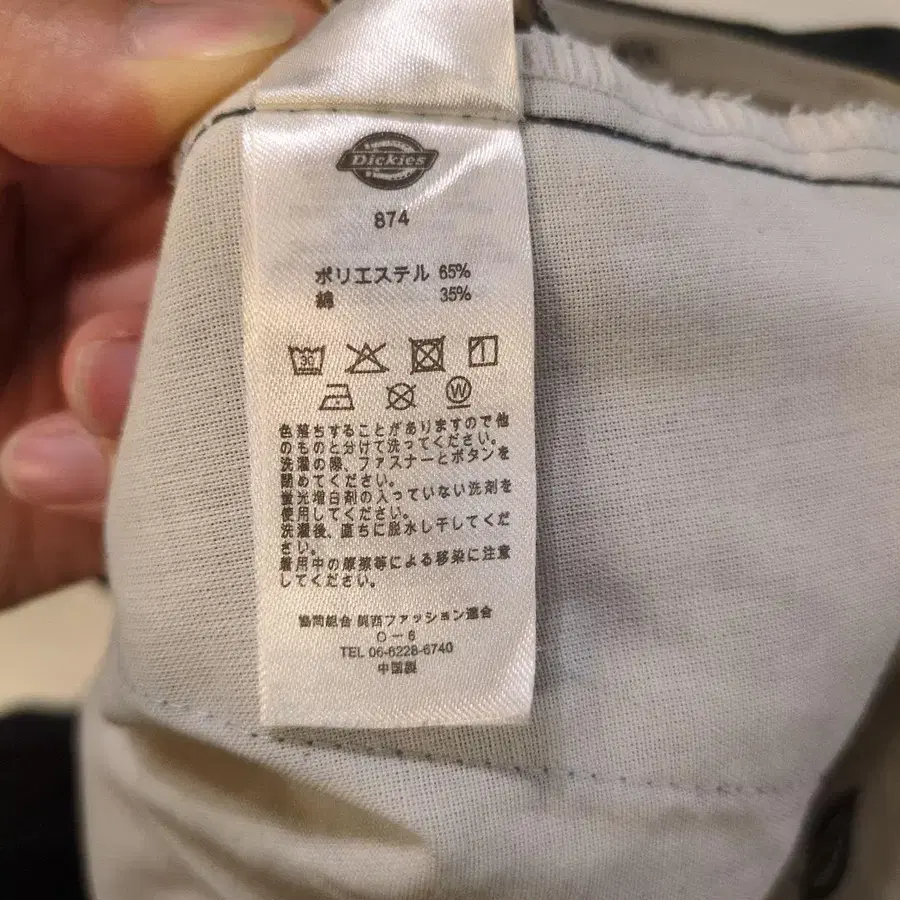 Dickies
874
ポリエステル 65%
綿 35%
30
W
色落ちすることがありますので他
のものと分けて洗ってください。
洗濯の際、ファスナーとボタンを
閉めてください。
蛍光増白剤の入っていない洗剤を
使用してください。
洗濯後、直ちに脱水し干してくだ
さい。
着用中の摩擦等による移染に注意
してください。
協同組合 関西ファッション連合
O-6
TEL 06-6228-6740
中国製